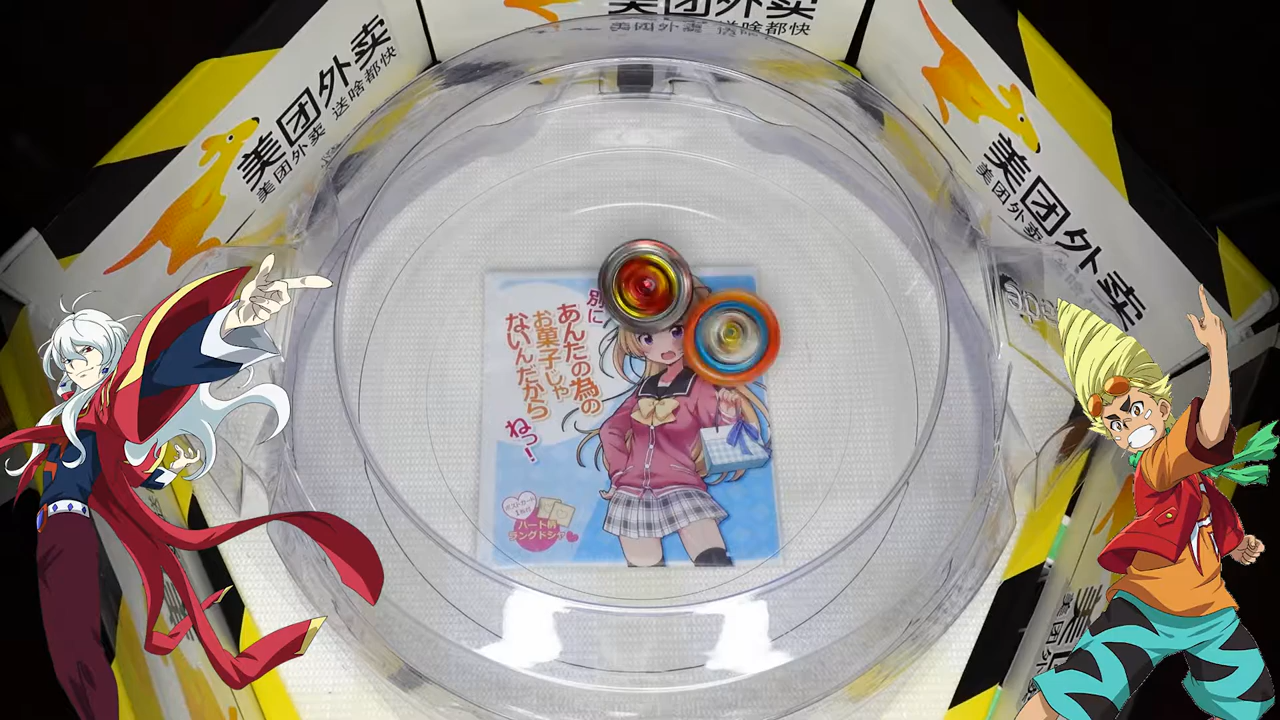 美团外卖
美团外卖 送啥都快
美团外卖
美团外卖 送啥都快
美团外卖
美团外卖
別に
あんたの為の
お菓子じゃ
ないんだから
ねっ!
ハート柄
ラングドシャ